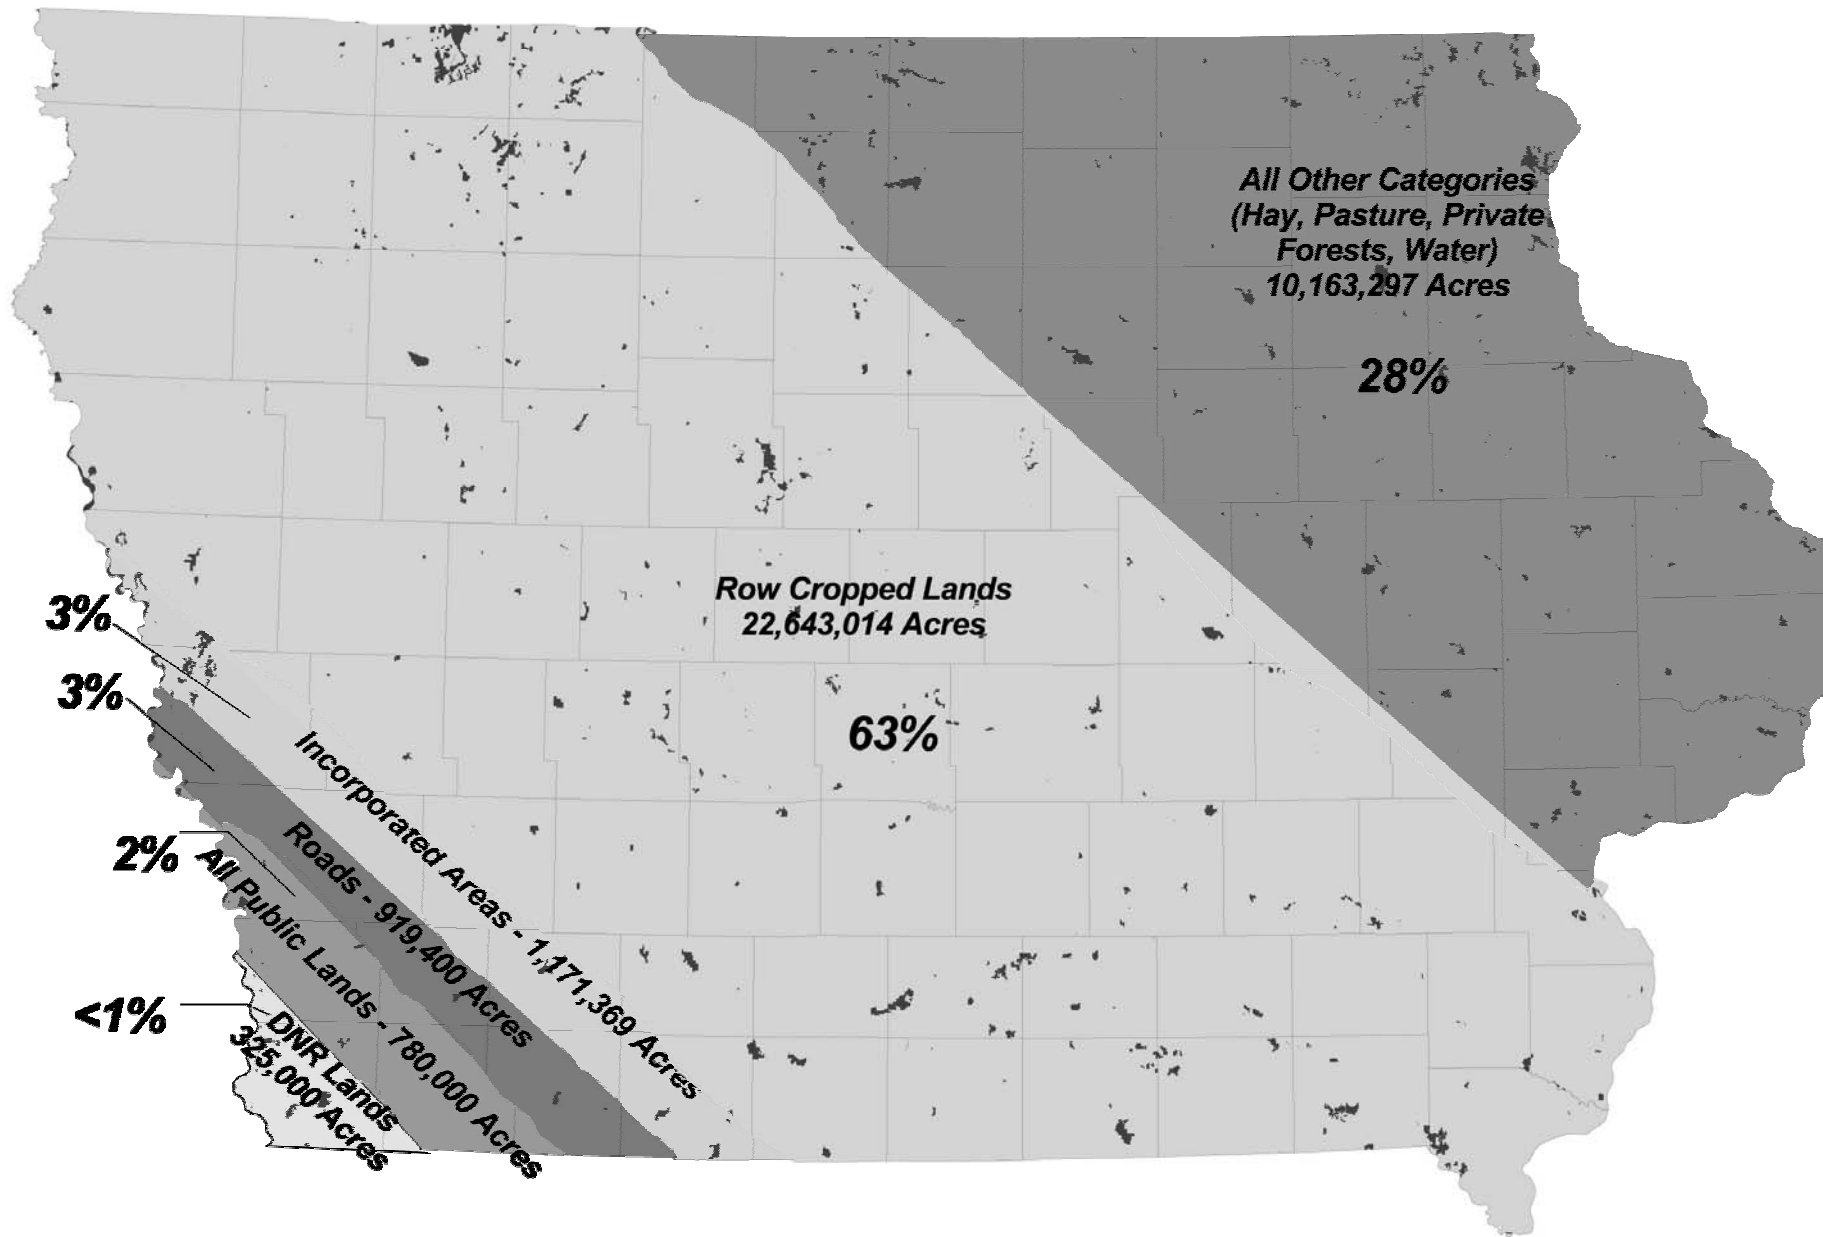 All Other Categories
(Hay, Pasture, Private
Forests, Water)
10,163,297 Acres
28%
Row Cropped Lands
22,643,014 Acres
63%
3%
Incorporated Areas - 1,171,369 Acres
3%
Roads - 919,400 Acres
2%
All Public Lands - 780,000 Acres
<1%
DNR Lands
325,000 Acres